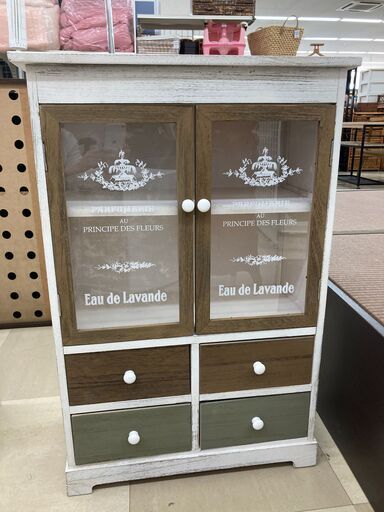 PARFUMERIE
AU
PRINCIPE DES FLEURS
Eau de Lavande
PARFUMERIE
AU
PRINCIPE DES FLEURS
Eau de Lavande